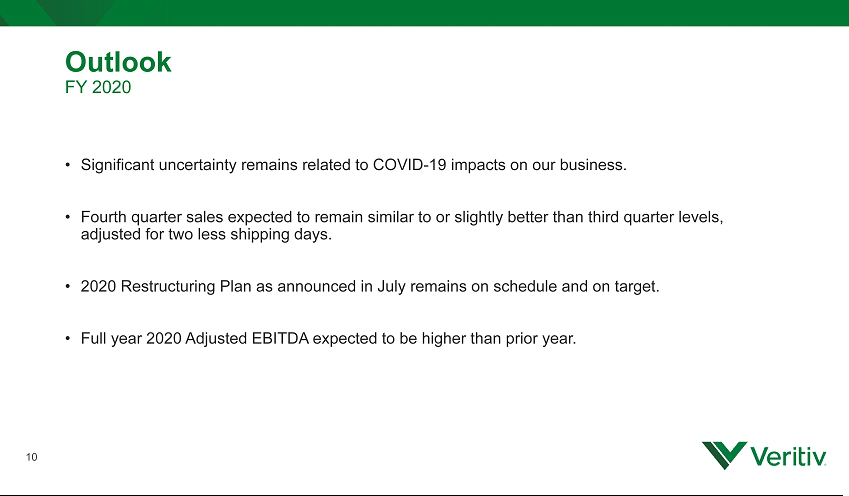 Outlook
FY 2020
• Significant uncertainty remains related to COVID-19 impacts on our business.
• Fourth quarter sales expected to remain similar to or slightly better than third quarter levels,
adjusted for two less shipping days.
• 2020 Restructuring Plan as announced in July remains on schedule and on target.
• Full year 2020 Adjusted EBITDA expected to be higher than prior year.
10
Veritiv